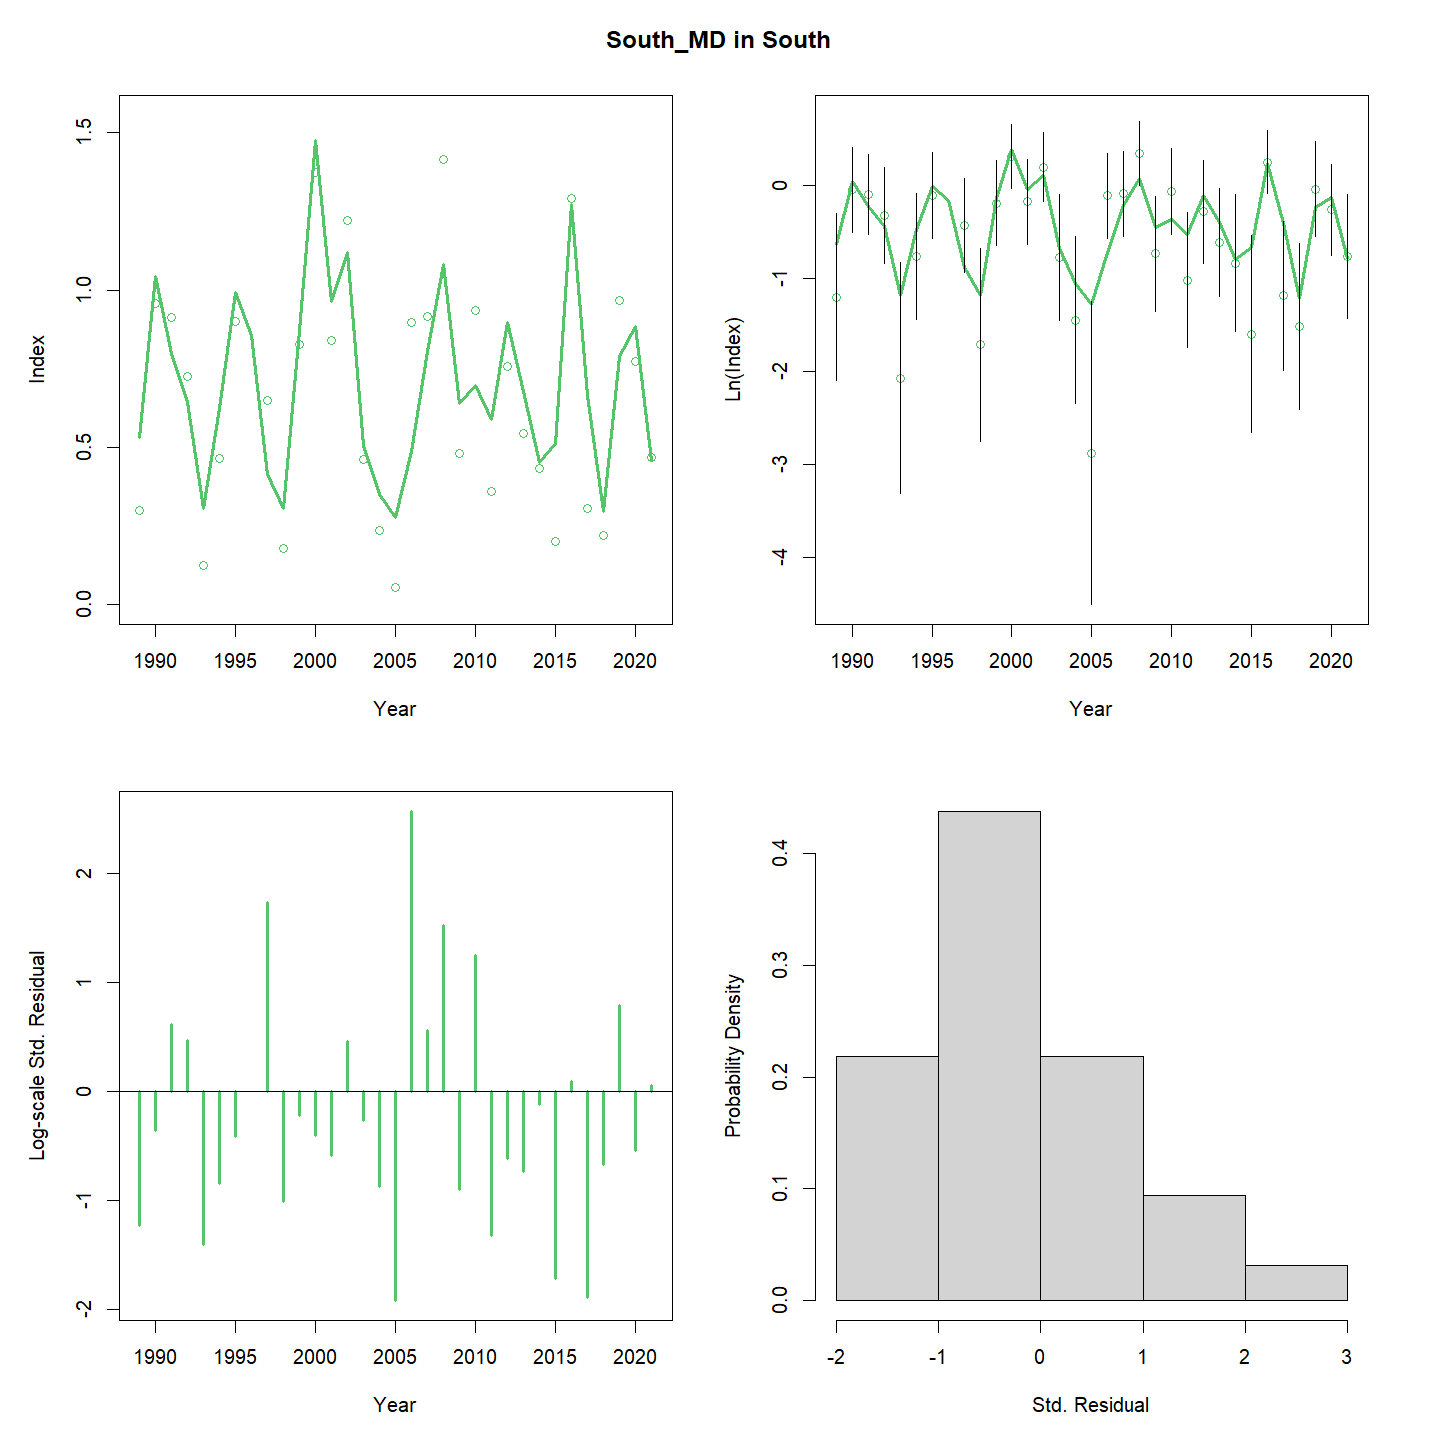 South_MD in South
Index
0.0 0.5 1.0 1.5
1990 1995 2000 2005 2010 2015 2020
Year
Ln(Index)
-4 -3 -2 -1 0
1990 1995 2000 2005 2010 2015 2020
Year
Log-scale Std. Residual
-2 -1 0 1 2
1990 1995 2000 2005 2010 2015 2020
Year
Probability Density
0.0 0.1 0.2 0.3 0.4
-2 -1 0 1 2 3
Std. Residual